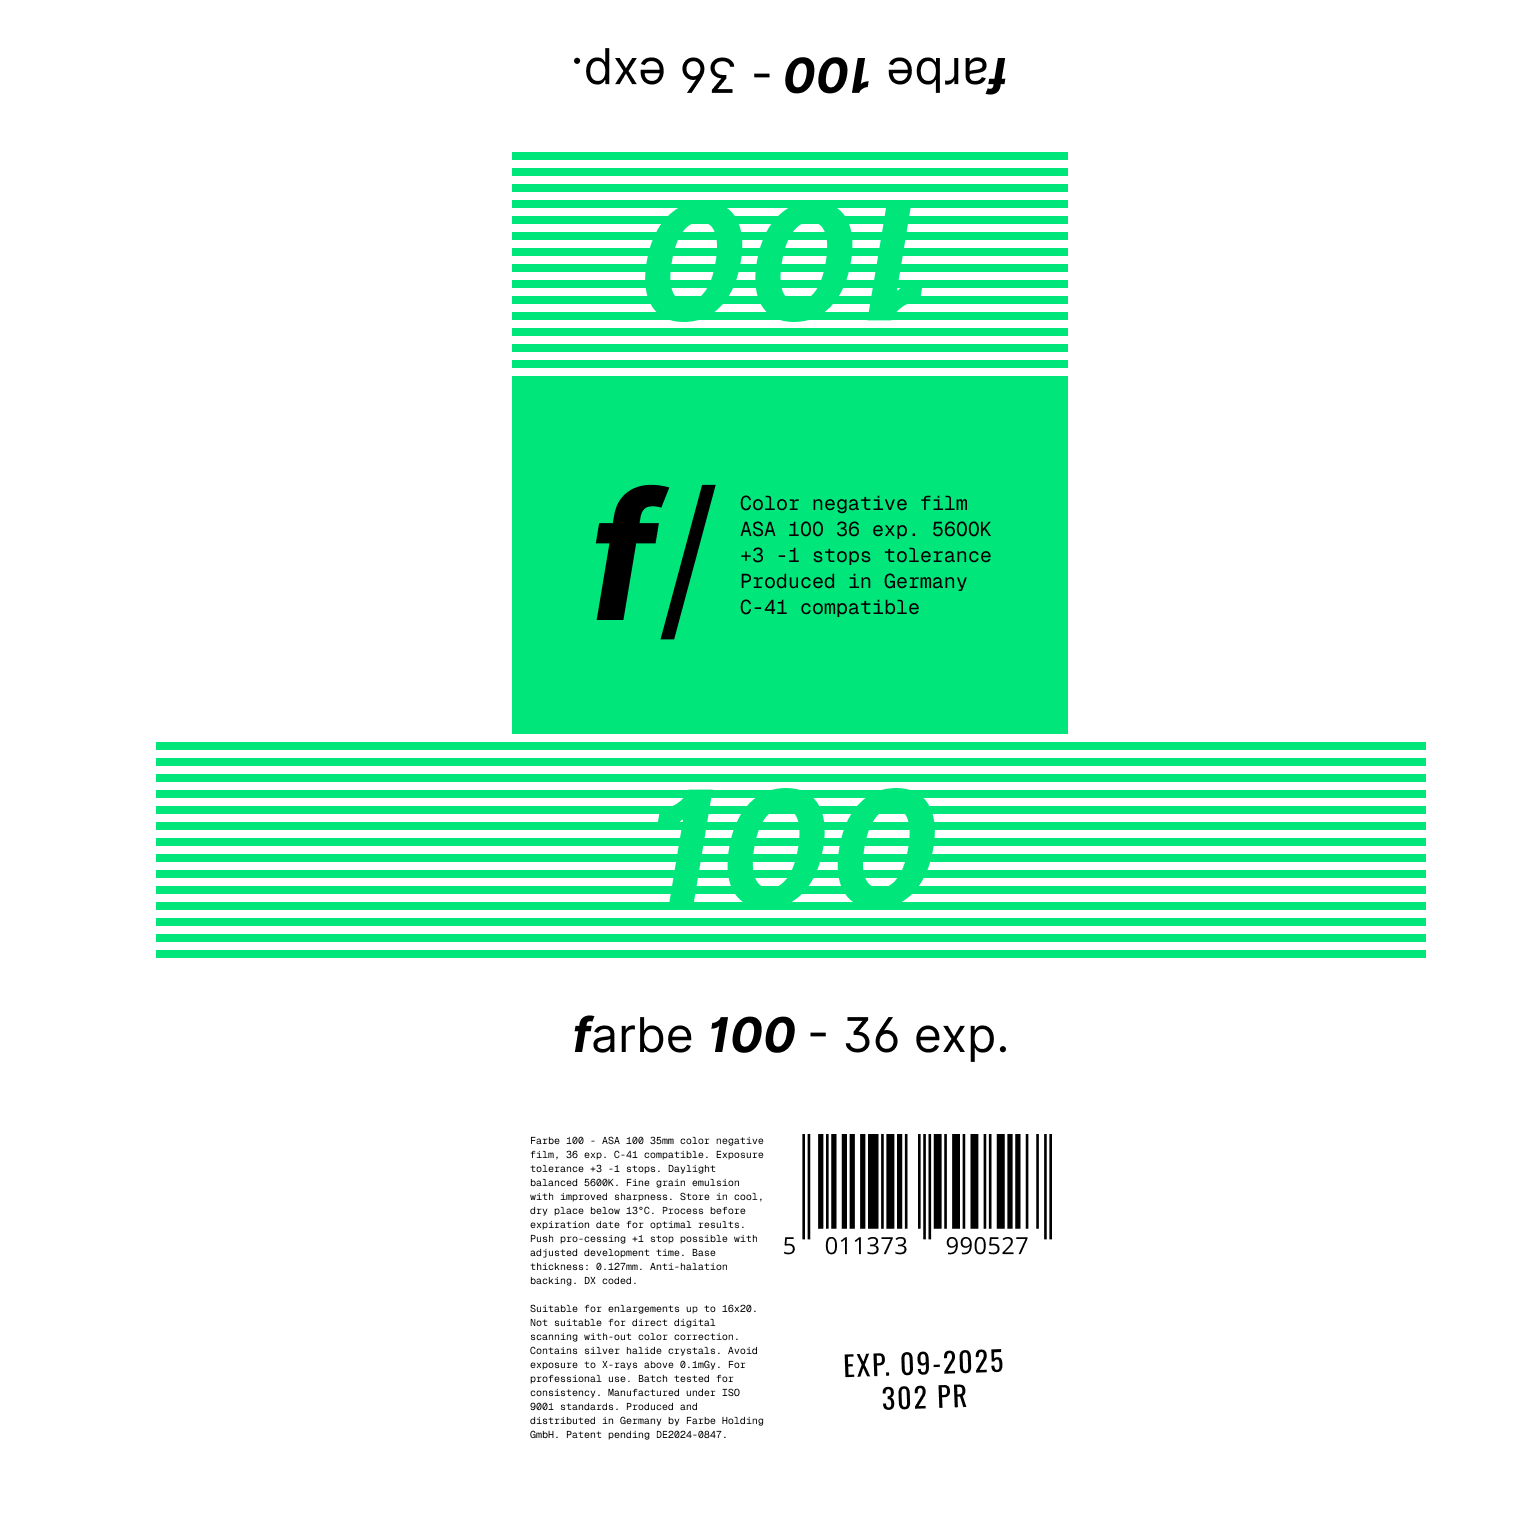 farbe 100 - 36 exp.
100
f/
Color negative film
ASA 100 36 exp. 5600K
+3 -1 stops tolerance
Produced in Germany
C-41 compatible
100
farbe 100 - 36 exp.
Farbe 100 - ASA 100 35mm color negative
film, 36 exp. C-41 compatible. Exposure
tolerance +3 -1 stops. Daylight
balanced 5600K. Fine grain emulsion
with improved sharpness. Store in cool,
dry place below 13°C. Process before
expiration date for optimal results.
Push pro-cessing +1 stop possible with
adjusted development time. Base
thickness: 0.127mm. Anti-halation
backing. DX coded.
Suitable for enlargements up to 16x20.
Not suitable for direct digital
scanning with-out color correction.
Contains silver halide crystals. Avoid
exposure to X-rays above 0.1mGy. For
professional use. Batch tested for
consistency. Manufactured under ISO
9001 standards. Produced and
distributed in Germany by Farbe Holding
GmbH. Patent pending DE2024-0847.
5 011373 990527
EXP. 09-2025
302 PR